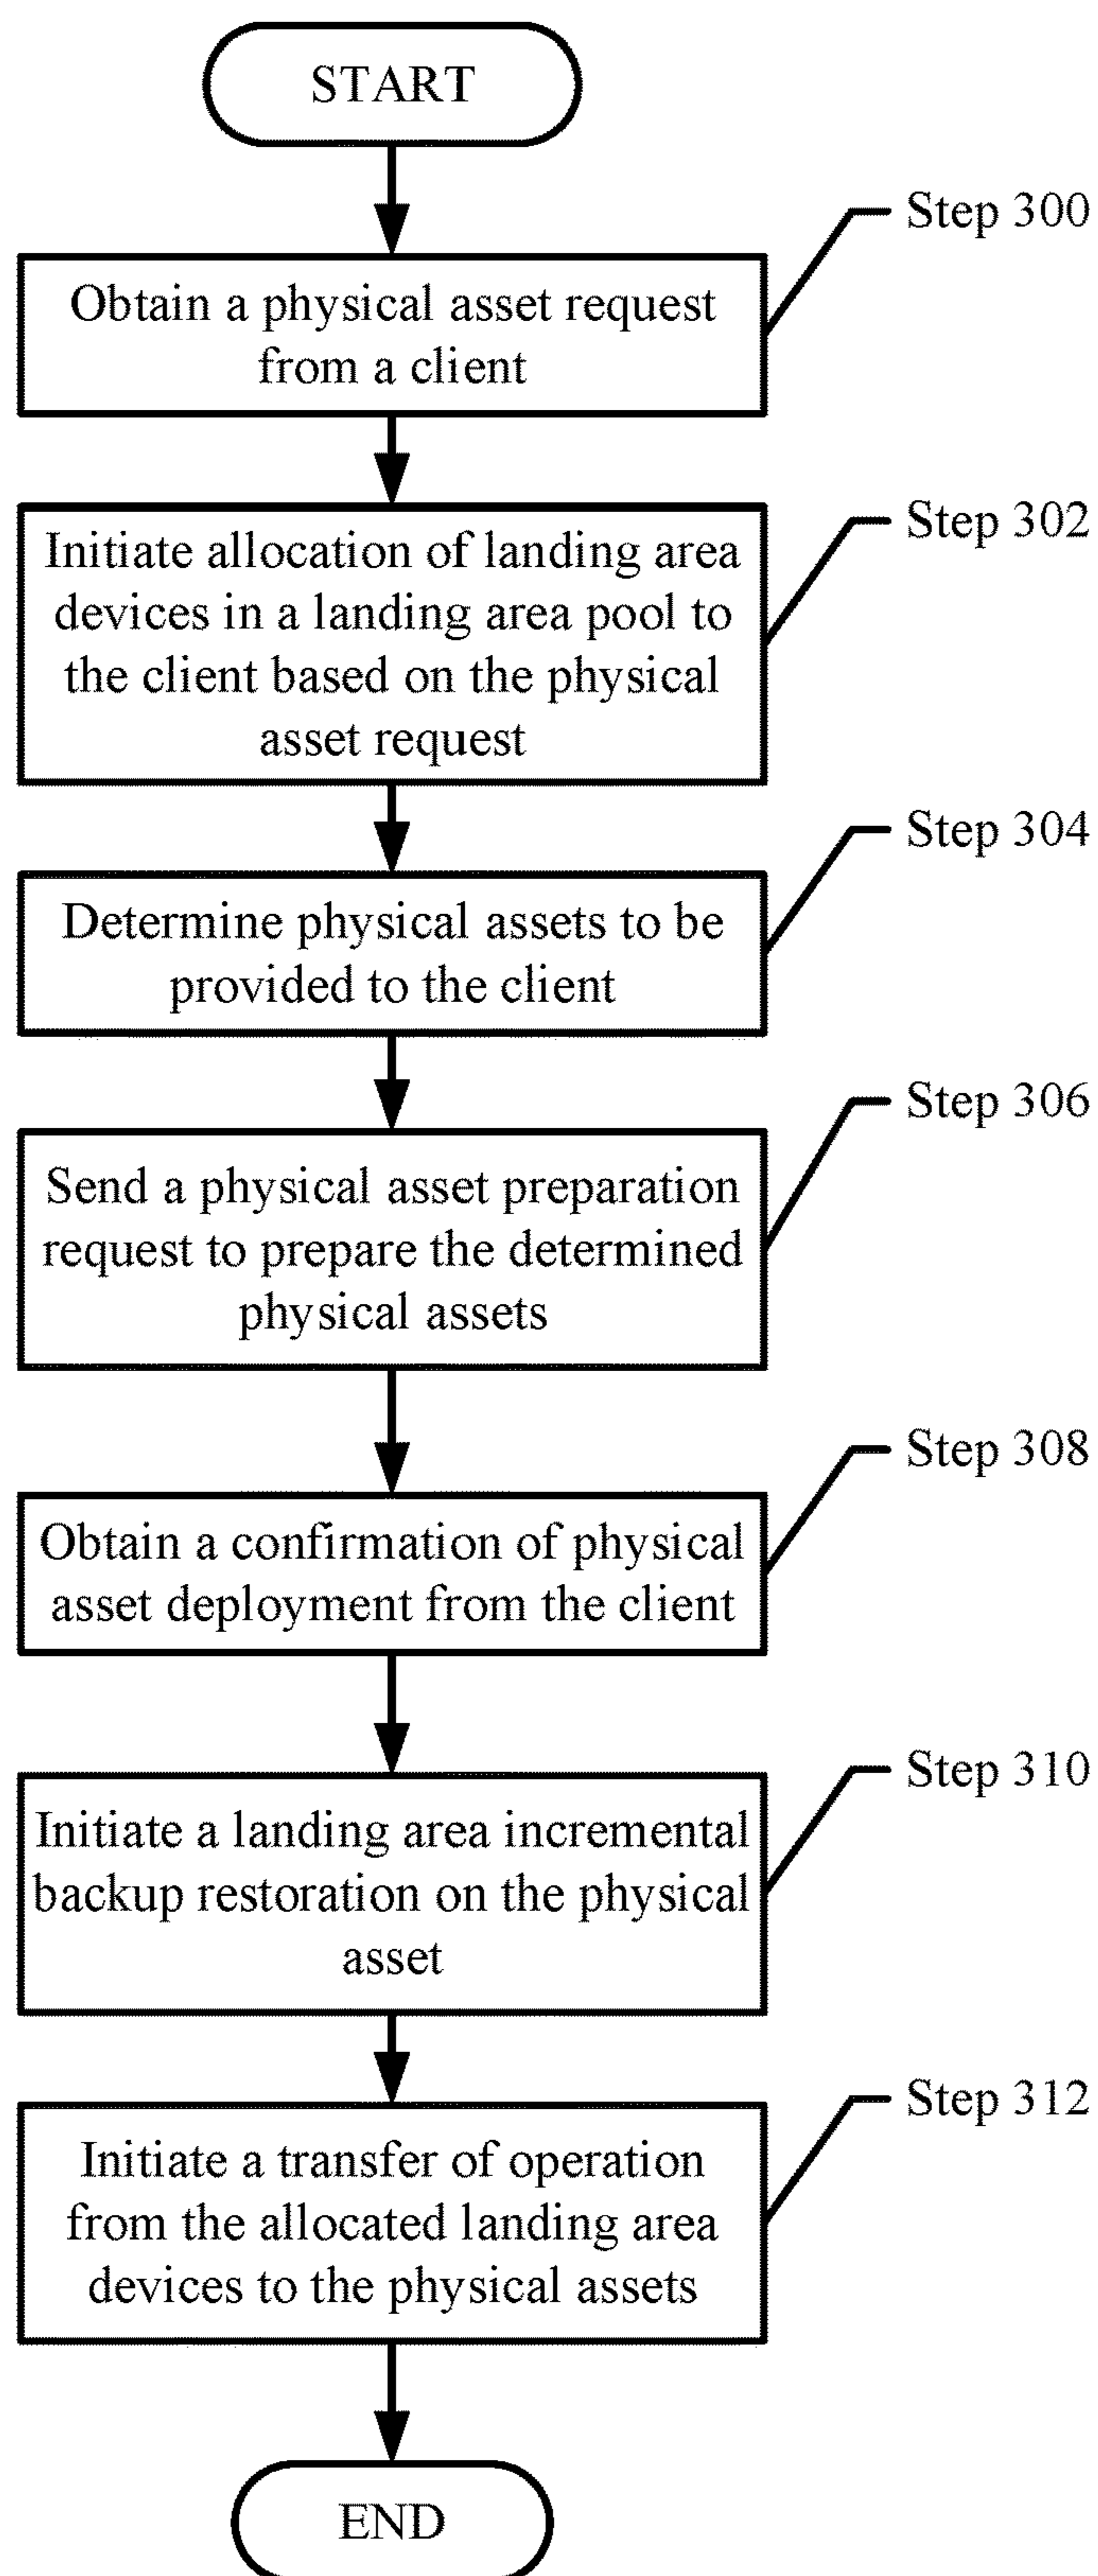 START
Step 300
Obtain a physical asset request
from a client
Step 302
Initiate allocation of landing area
devices in a landing area pool to
the client based on the physical
asset request
Step 304
Determine physical assets to be
provided to the client
Step 306
Send a physical asset preparation
request to prepare the determined
physical assets
Step 308
Obtain a confirmation of physical
asset deployment from the client
Step 310
Initiate a landing area incremental
backup restoration on the physical
asset
Step 312
Initiate a transfer of operation
from the allocated landing area
devices to the physical assets
END